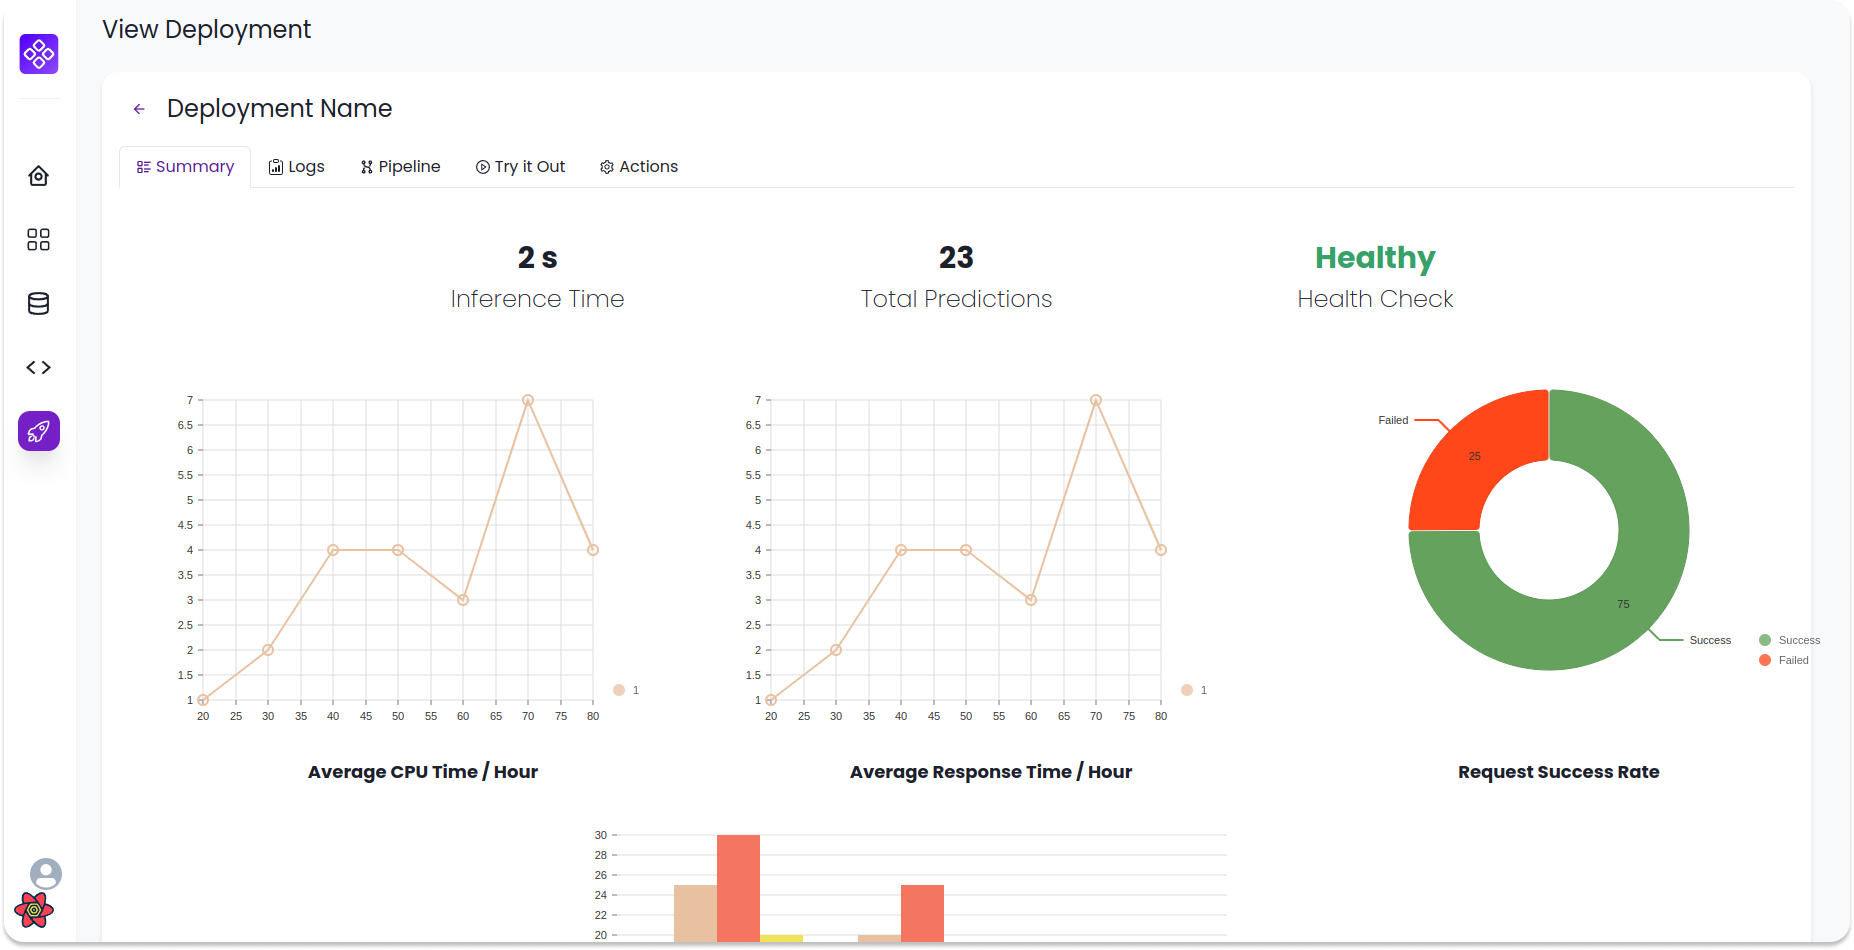 View Deployment
Deployment Name
Summary Logs Pipeline Try it Out Actions
2 s 23 Healthy
Inference Time Total Predictions Health Check
7
6.5
6
5.5
5
4.5
4
3.5
3
2.5
2
1.5
1
20 25 30 35 40 45 50 55 60 65 70 75 80
1
Average CPU Time / Hour
7
6.5
6
5.5
5
4.5
4
3.5
3
2.5
2
1.5
1
20 25 30 35 40 45 50 55 60 65 70 75 80
1
Average Response Time / Hour
Failed
25
75
Success
Success
Failed
Request Success Rate
30
28
26
24
22
20